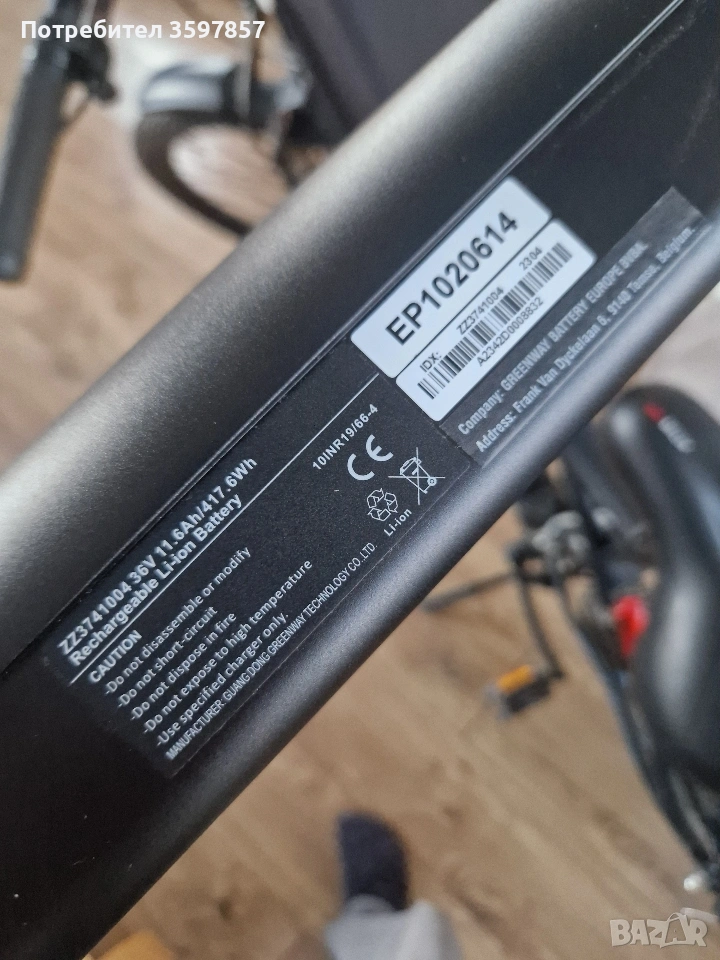 Потребител 3597857
EP1020614
IDX: ZZ3741004 2304
A2342D0008832
Company: GREENWAY BATTERY EUROPE BVBA.
Address: Frank Van Dyckelaan 8, 9140 Temse, Belgium.
10INR19/66-4
CE
Li-ion
ZZ3741004 36V 11.6Ah/417.6Wh
Rechargeable Li-ion Battery
CAUTION
-Do not disassemble or modify
-Do not short-circuit
-Do not dispose in fire
-Do not expose to high temperature
-Use specified charger only.
MANUFACTURER: GUANG DONG GREENWAY TECHNOLOGY CO., LTD.
BAZAR